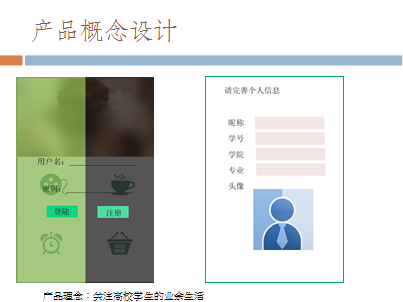 产品概念设计
用户名：
密码：
登陆
注册
请完善个人信息
昵称
学号
学院
专业
头像
产品理念：关注高校学生的业余生活